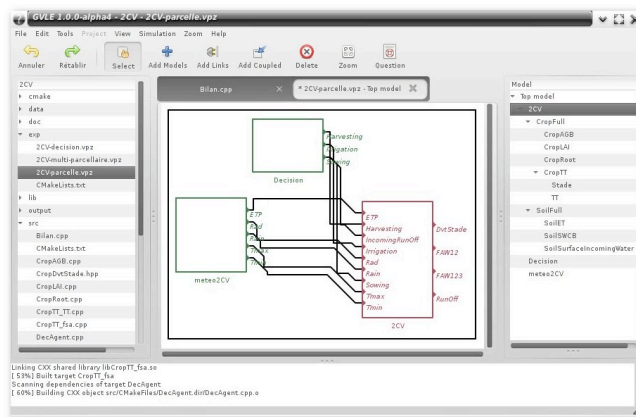 GVLE 1.0.0-alpha4 - 2CV - 2CV-parcelle.vpz
File Edit Tools Project View Simulation Zoom Help
Annuler Rétablir Select Add Models Add Links Add Coupled Delete Zoom Question
2CV
cmake
data
doc
exp
2CV-decision.vpz
2CV-multi-parcellaire.vpz
2CV-parcelle.vpz
CMakeLists.txt
lib
output
src
Bilan.cpp
CMakeLists.txt
CropAGB.cpp
CropDvtStade.hpp
CropLAI.cpp
CropRoot.cpp
CropTT_TT.cpp
CropTT_fsa.cpp
DecAgent.cpp
Bilan.cpp
* 2CV-parcelle.vpz - Top model
Harvesting
Irrigation
Sowing
Decision
ETP
Rad
Rain
Tmax
Tmin
meteo2CV
ETP
Harvesting
IncomingRunOff
Irrigation
Rad
Rain
Sowing
Tmax
Tmin
DvtStade
FAW12
FAW123
RunOff
2CV
Model
Top model
2CV
CropFull
CropAGB
CropLAI
CropRoot
CropTT
Stade
TT
SoilFull
SoilET
SoilSWCB
SoilSurfaceIncomingWater
Decision
meteo2CV
Linking CXX shared library libCropTT_fsa.so
[ 53%] Built target CropTT_fsa
Scanning dependencies of target DecAgent
[ 60%] Building CXX object src/CMakeFiles/DecAgent.dir/DecAgent.cpp.o